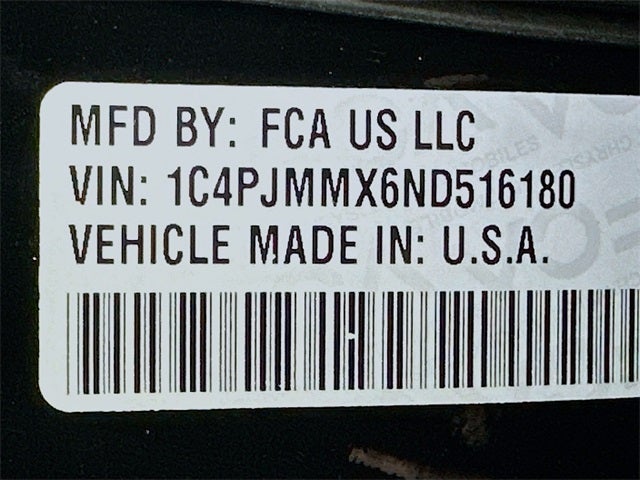 MFD BY: FCA US LLC
VIN: 1C4PJMMX6ND516180
VEHICLE MADE IN: U.S.A.